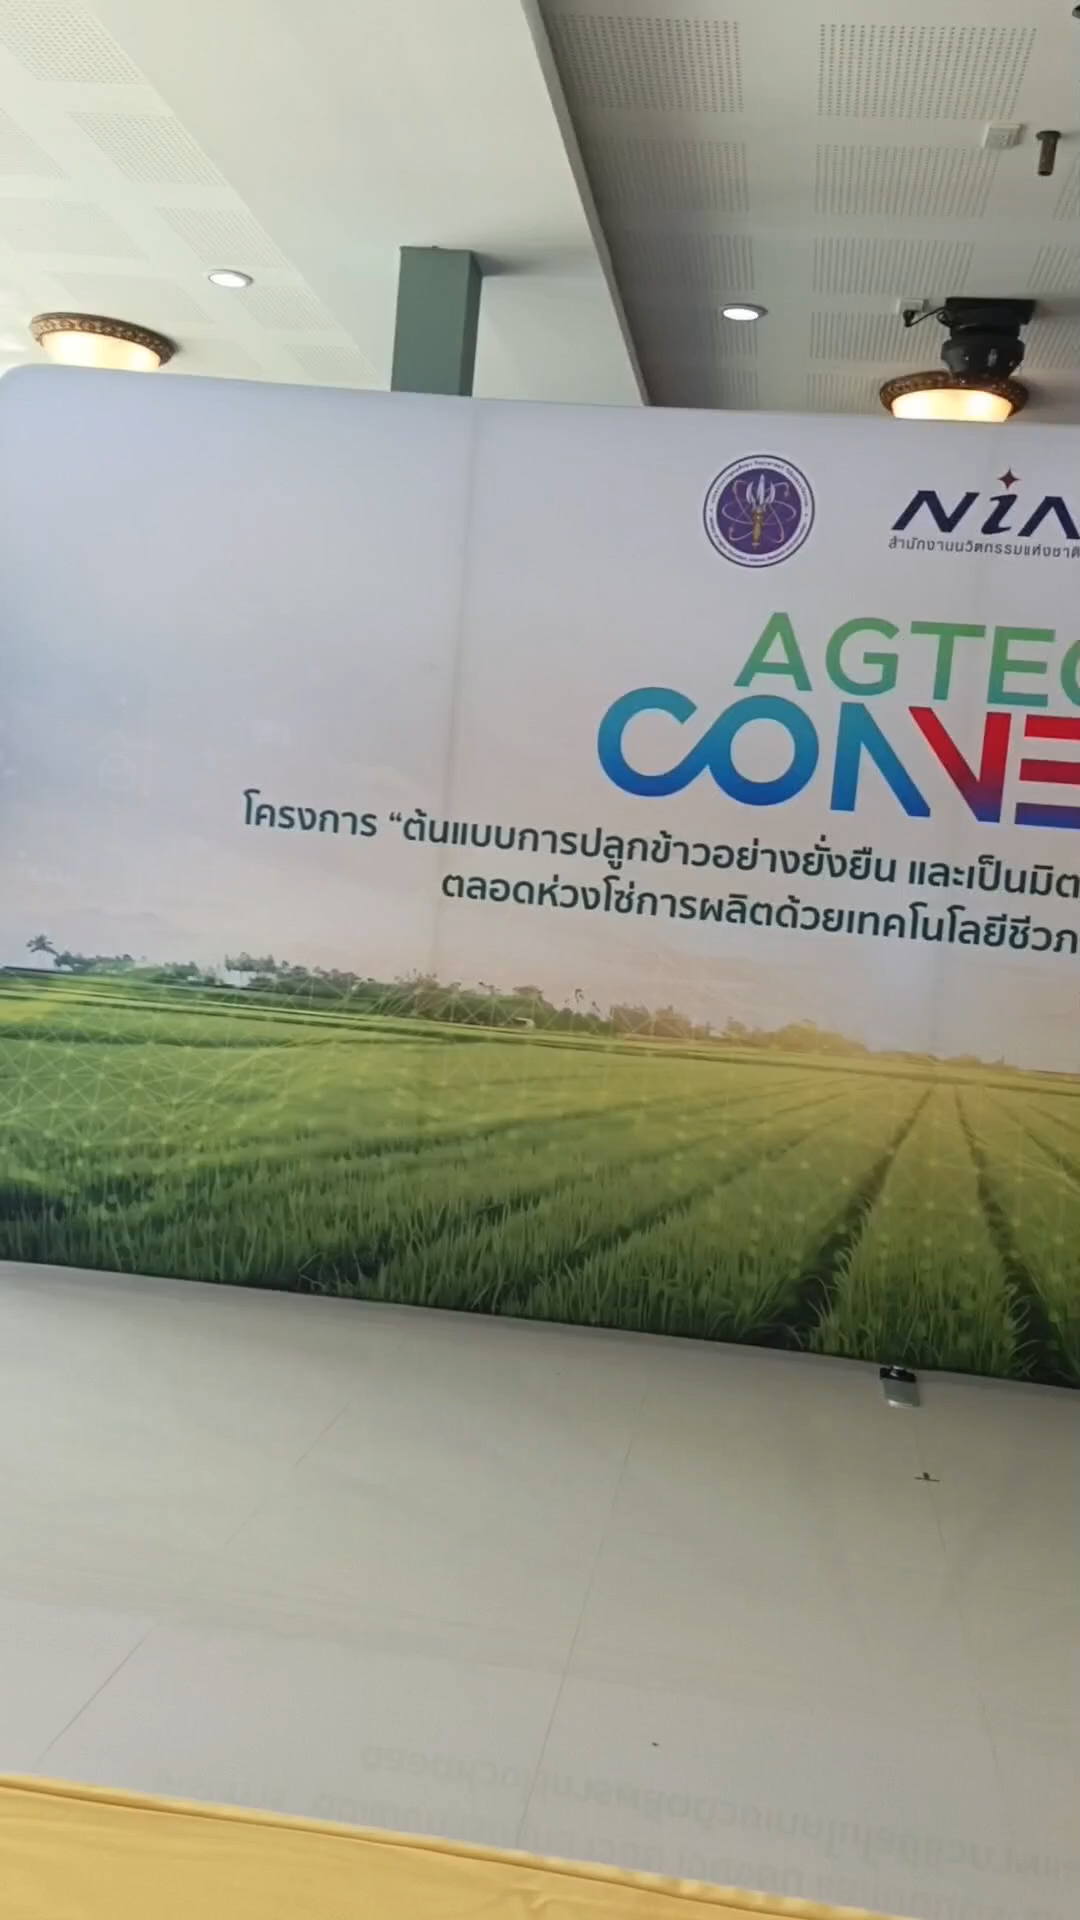 NiA
สำนักงานนวัตกรรมแห่งชาติ
AGTEC
CONNE
โครงการ “ต้นแบบการปลูกข้าวอย่างยั่งยืน และเป็นมิต
ตลอดห่วงโซ่การผลิตด้วยเทคโนโลยีชีวภ